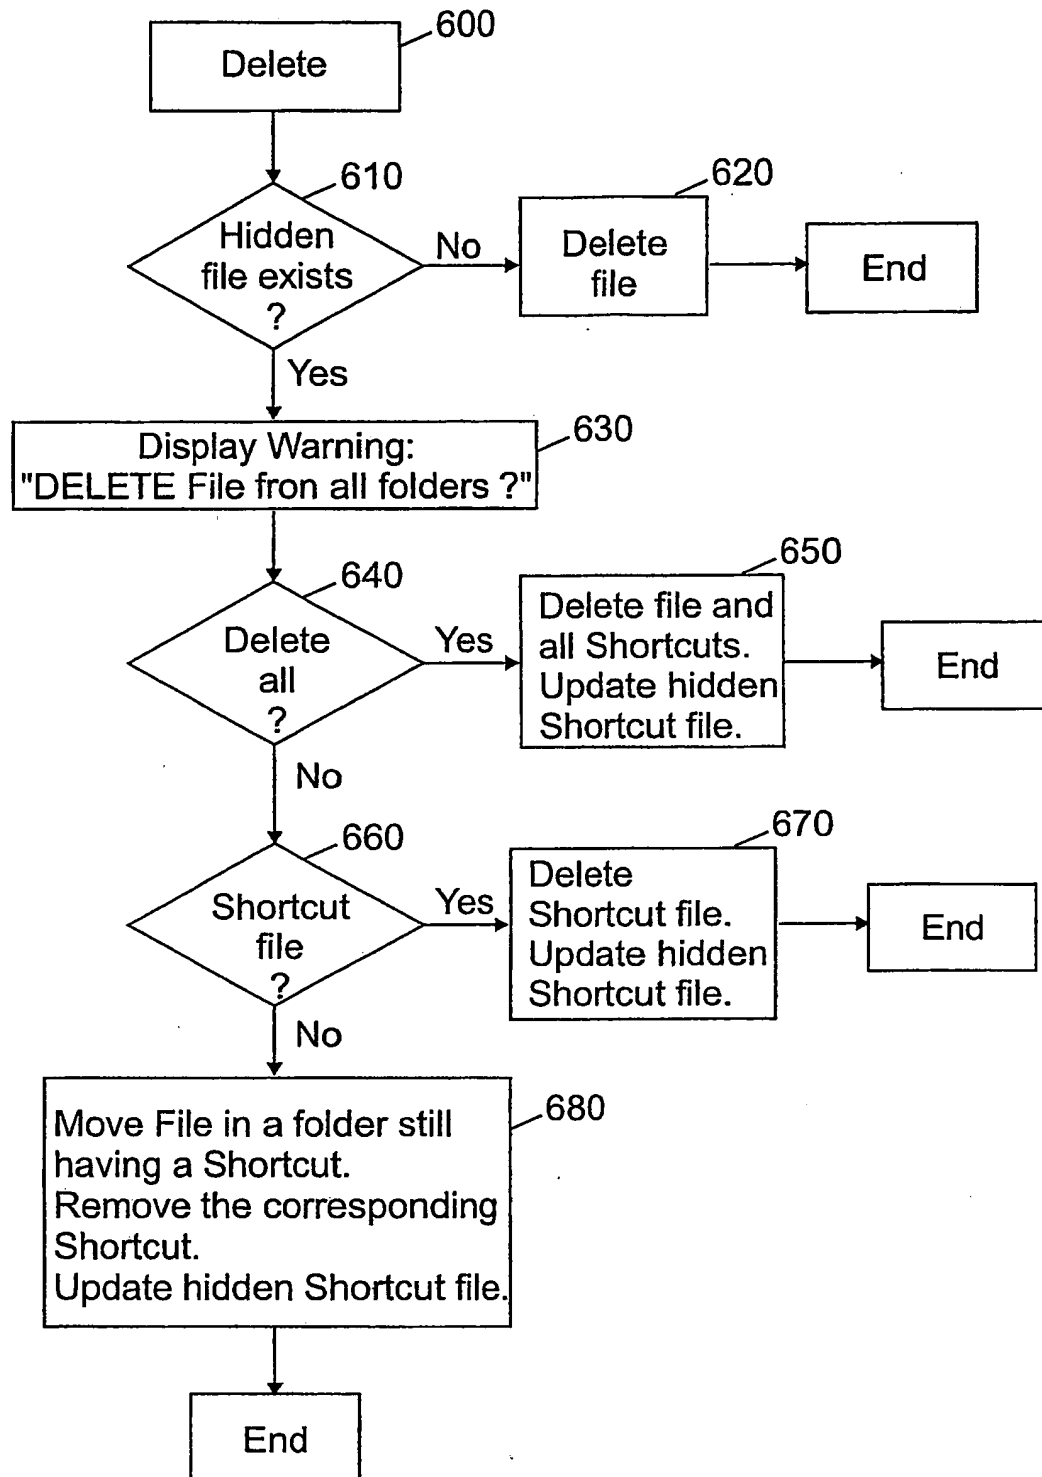 600
Delete
610
Hidden
file exists
?
No
620
Delete
file
End
Yes
630
Display Warning:
"DELETE File fron all folders ?"
640
Delete
all
?
Yes
650
Delete file and
all Shortcuts.
Update hidden
Shortcut file.
End
No
660
Shortcut
file
?
Yes
670
Delete
Shortcut file.
Update hidden
Shortcut file.
End
No
680
Move File in a folder still
having a Shortcut.
Remove the corresponding
Shortcut.
Update hidden Shortcut file.
End